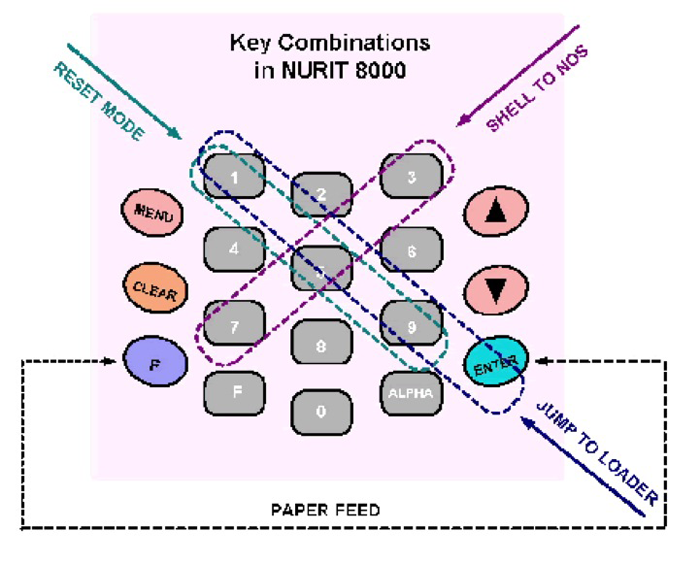 Key Combinations
in NURIT 8000
RESET MODE
SHELL TO NOS
1
2
3
MENU
4
5
6
CLEAR
7
8
9
P
ENTER
F
0
ALPHA
JUMP TO LOADER
PAPER FEED